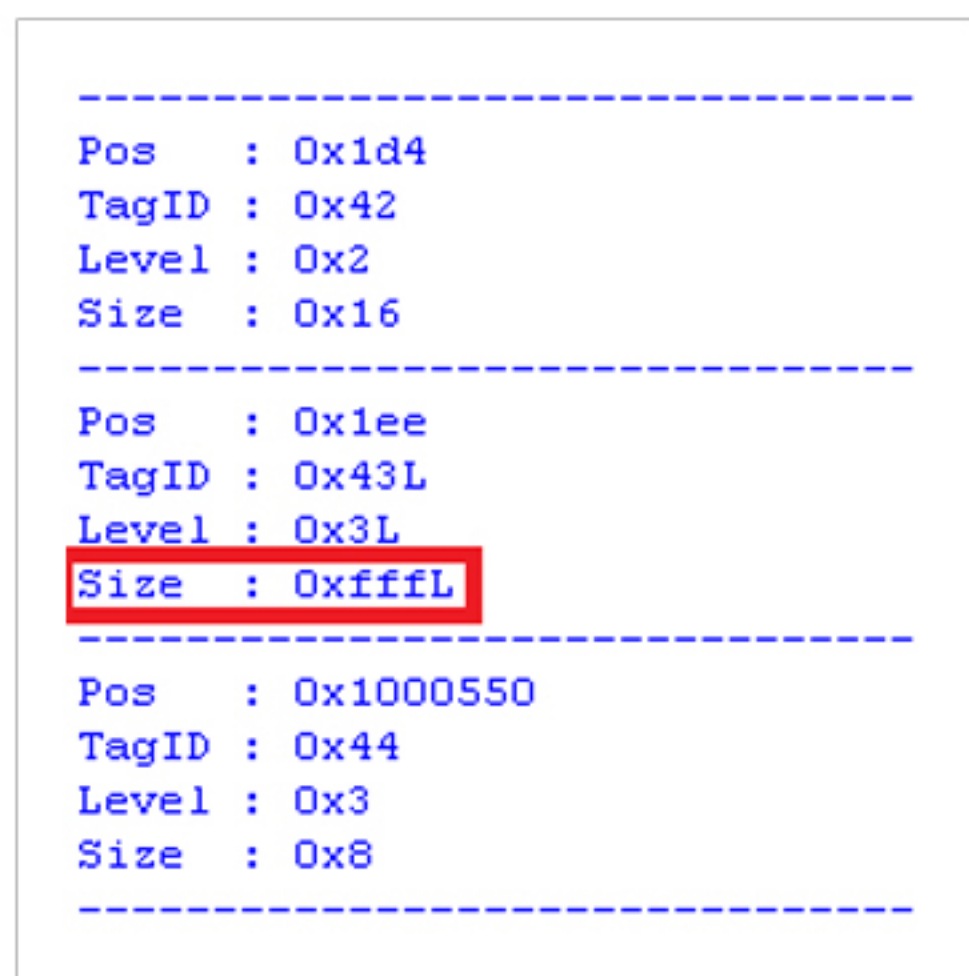 -------------------------------
Pos   : 0x1d4
TagID : 0x42
Level : 0x2
Size  : 0x16
-------------------------------
Pos   : 0x1ee
TagID : 0x43L
Level : 0x3L
Size  : 0xfffL
-------------------------------
Pos   : 0x1000550
TagID : 0x44
Level : 0x3
Size  : 0x8
-------------------------------